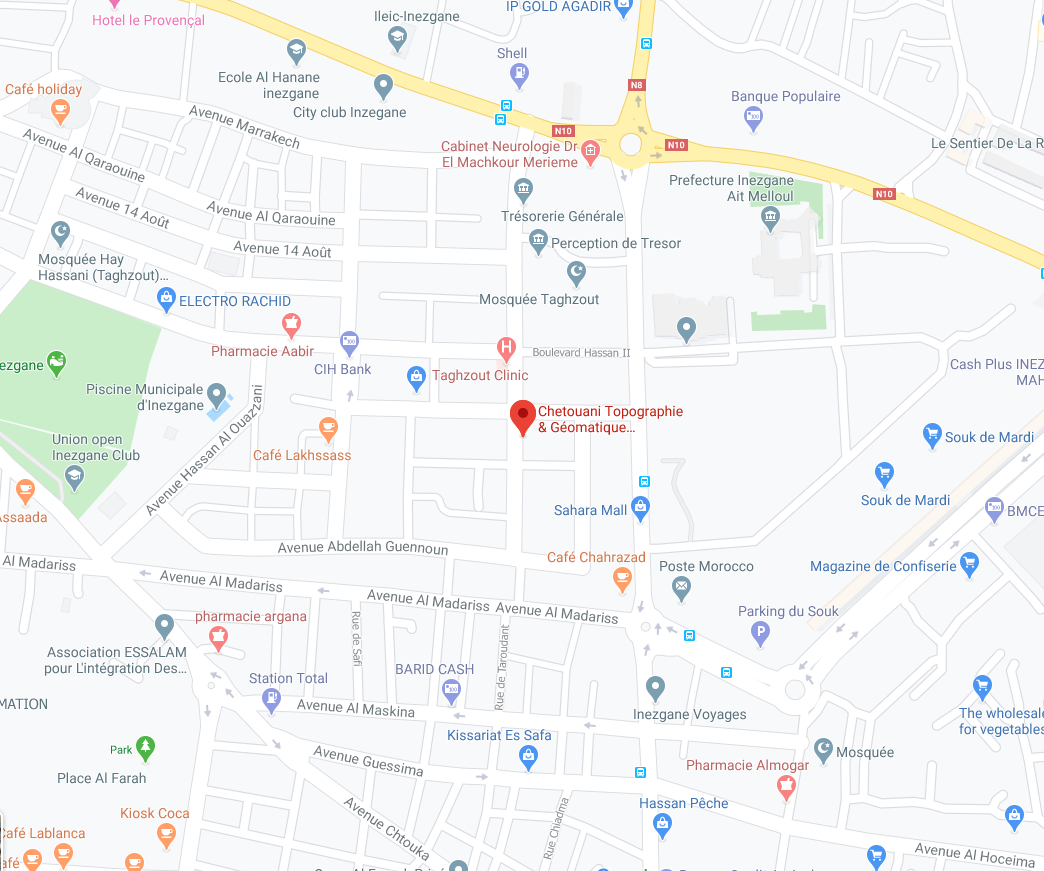 IP GOLD AGADIR
Ileic-Inezgane
Hotel le Provençal
Shell
Ecole Al Hanane
inezgane
City club Inzegane
N8
Café holiday
Banque Populaire
Avenue Marrakech
N10
N10
Cabinet Neurologie Dr
El Machkour Merieme
Le Sentier De La R
Avenue Al Qaraouine
Prefecture Inezgane
Ait Melloul
N10
Avenue 14 Août
Avenue Al Qaraouine
Trésorerie Générale
Avenue 14 Août
Perception de Tresor
Mosquée Hay
Hassani (Taghzout)...
ELECTRO RACHID
Mosquée Taghzout
Pharmacie Aabir
Boulevard Hassan II
ezgane
CIH Bank
Taghzout Clinic
Cash Plus INEZ
MAH
Piscine Municipale
d'Inezgane
Chetouani Topographie
& Géomatique...
Avenue Hassan Al Ouazzani
Union open
Inezgane Club
Café Lakhssass
Souk de Mardi
Souk de Mardi
Assaada
Sahara Mall
BMCE
Avenue Abdellah Guennoun
Café Chahrazad
Al Madariss
Avenue Al Madariss
Poste Morocco
Magazine de Confiserie
Avenue Al Madariss
Avenue Al Madariss
pharmacie argana
Rue de Safi
Rue de Taroudant
Parking du Souk
Association ESSALAM
pour L'intégration Des...
Station Total
BARID CASH
MATION
Avenue Al Maskina
Inezgane Voyages
The wholesale
for vegetables
Kissariat Es Safa
Park
Mosquée
Avenue Guessima
Place Al Farah
Pharmacie Almogar
Hassan Pêche
Kiosk Coca
Avenue Chtouka
Rue Chiadma
Café Lablanca
Avenue Al Hoceima
afé